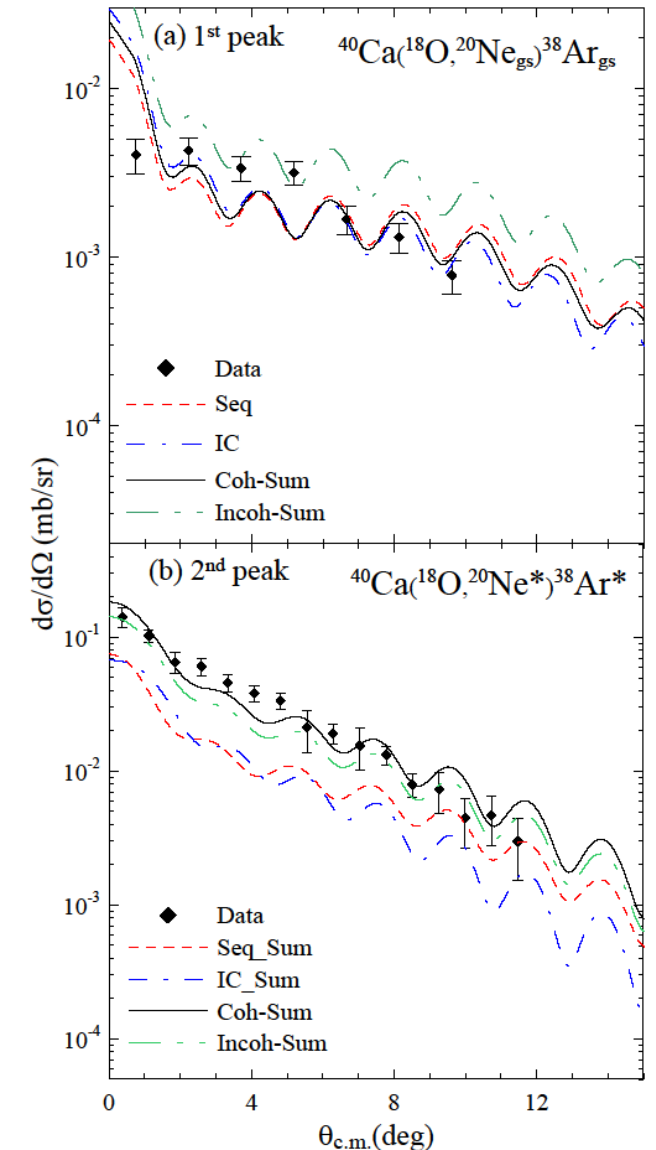 (a) 1st peak ⁴⁰Ca(¹⁸O,²⁰Ne_gs)³⁸Ar_gs
10⁻²
10⁻³
Data
Seq
10⁻⁴
IC
Coh-Sum
Incoh-Sum
dσ/dΩ (mb/sr)
(b) 2nd peak ⁴⁰Ca(¹⁸O,²⁰Ne*)³⁸Ar*
10⁻¹
10⁻²
10⁻³
Data
Seq_Sum
IC_Sum
Coh-Sum
10⁻⁴
Incoh-Sum
0 4 8 12
θc.m.(deg)